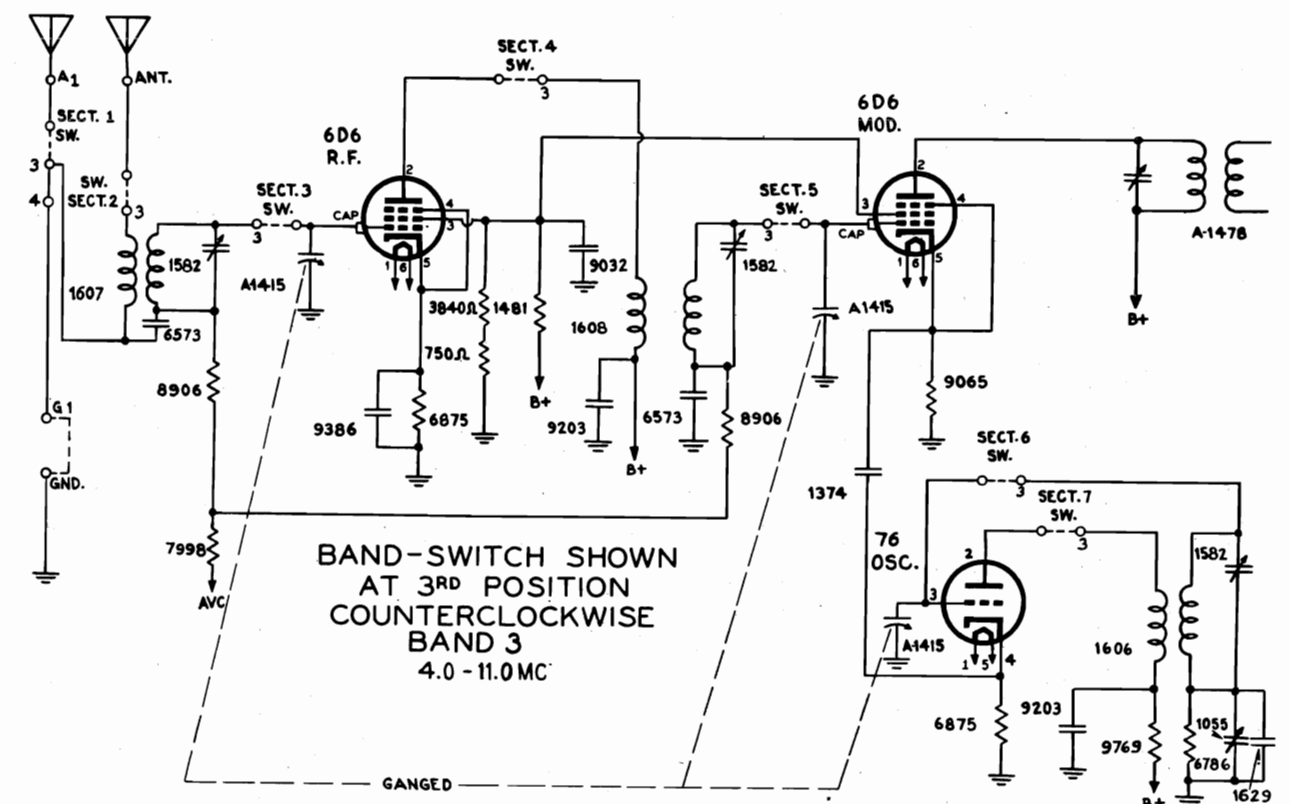 A1
ANT.
SECT. 1
SW.
3
4
SW.
SECT.2
3
1607
1582
6573
8906
7998
AVC
G1
GND.
SECT.3
SW.
3
A1415
6D6
R.F.
CAP
2
4
3
1
6
5
SECT.4
SW.
3
9386
6875
3840Ω
750Ω
1481
B+
9032
1608
9203
B+
6573
8906
1582
SECT.5
SW.
3
A1415
6D6
MOD.
CAP
2
3
4
1
6
5
A-1478
B+
9065
1374
SECT.6
SW.
3
SECT.7
SW.
3
76
OSC.
2
3
1
5
4
A-1415
6875
9203
1606
9769
B+
1582
1055
6786
1629
BAND-SWITCH SHOWN
AT 3RD POSITION
COUNTERCLOCKWISE
BAND 3
4.0 - 11.0 MC
GANGED